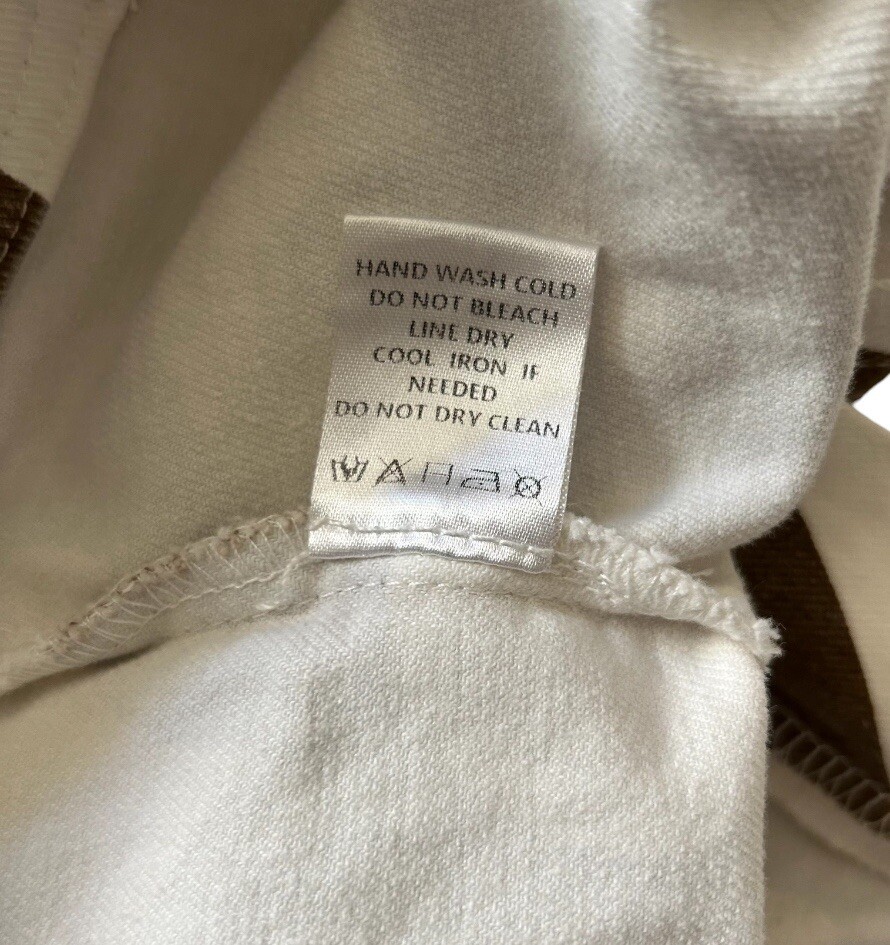 HAND WASH COLD
DO NOT BLEACH
LINE DRY
COOL IRON IF
NEEDED
DO NOT DRY CLEAN